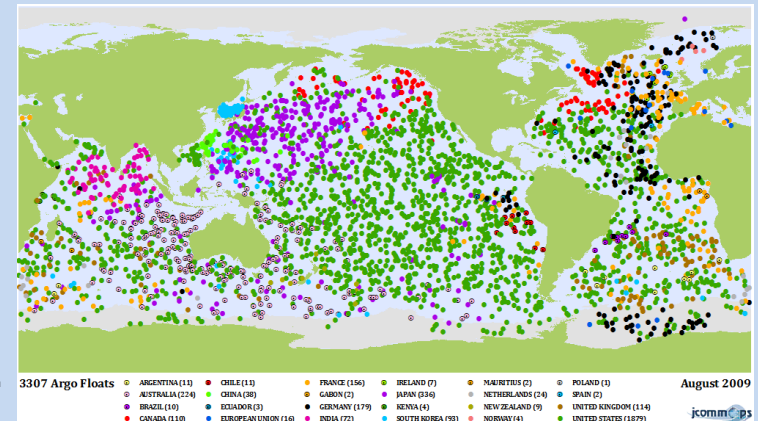 3307 Argo Floats ARGENTINA (11) CHILE (11) FRANCE (156) IRELAND (7) MAURITIUS (2) POLAND (1) August 2009
AUSTRALIA (224) CHINA (38) GABON (2) JAPAN (336) NETHERLANDS (24) SPAIN (2)
BRAZIL (10) ECUADOR (3) GERMANY (179) KENYA (4) NEW ZEALAND (9) UNITED KINGDOM (114)
CANADA (110) EUROPEAN UNION (16) INDIA (72) SOUTH KOREA (93) NORWAY (4) UNITED STATES (1879)
jcommops